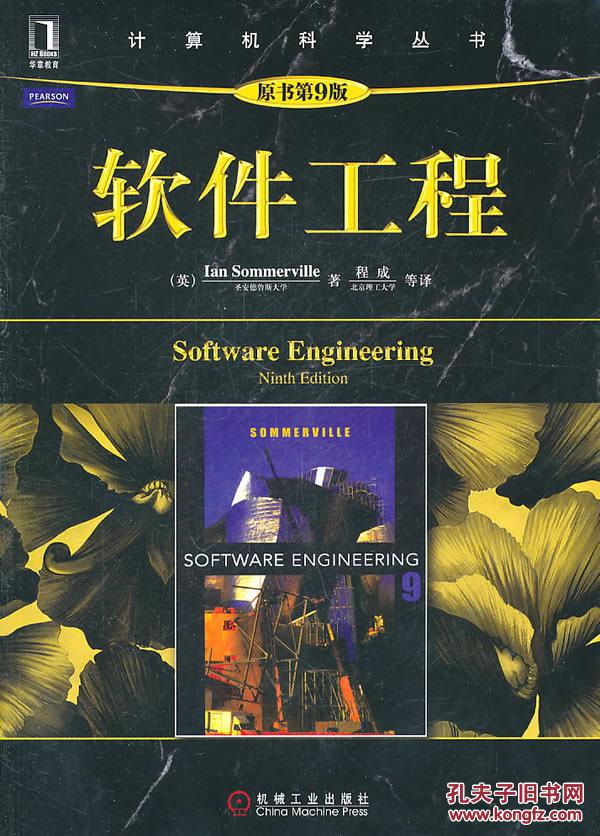 计算机科学丛书
HZ BOOKS
华章教育
PEARSON
原书第9版
软件工程
(英) Ian Sommerville 著 程成 等译
圣安德鲁斯大学 北京理工大学
Software Engineering
Ninth Edition
SOMMERVILLE
SOFTWARE ENGINEERING
9
机械工业出版社
China Machine Press
孔夫子旧书网
kongfz.com